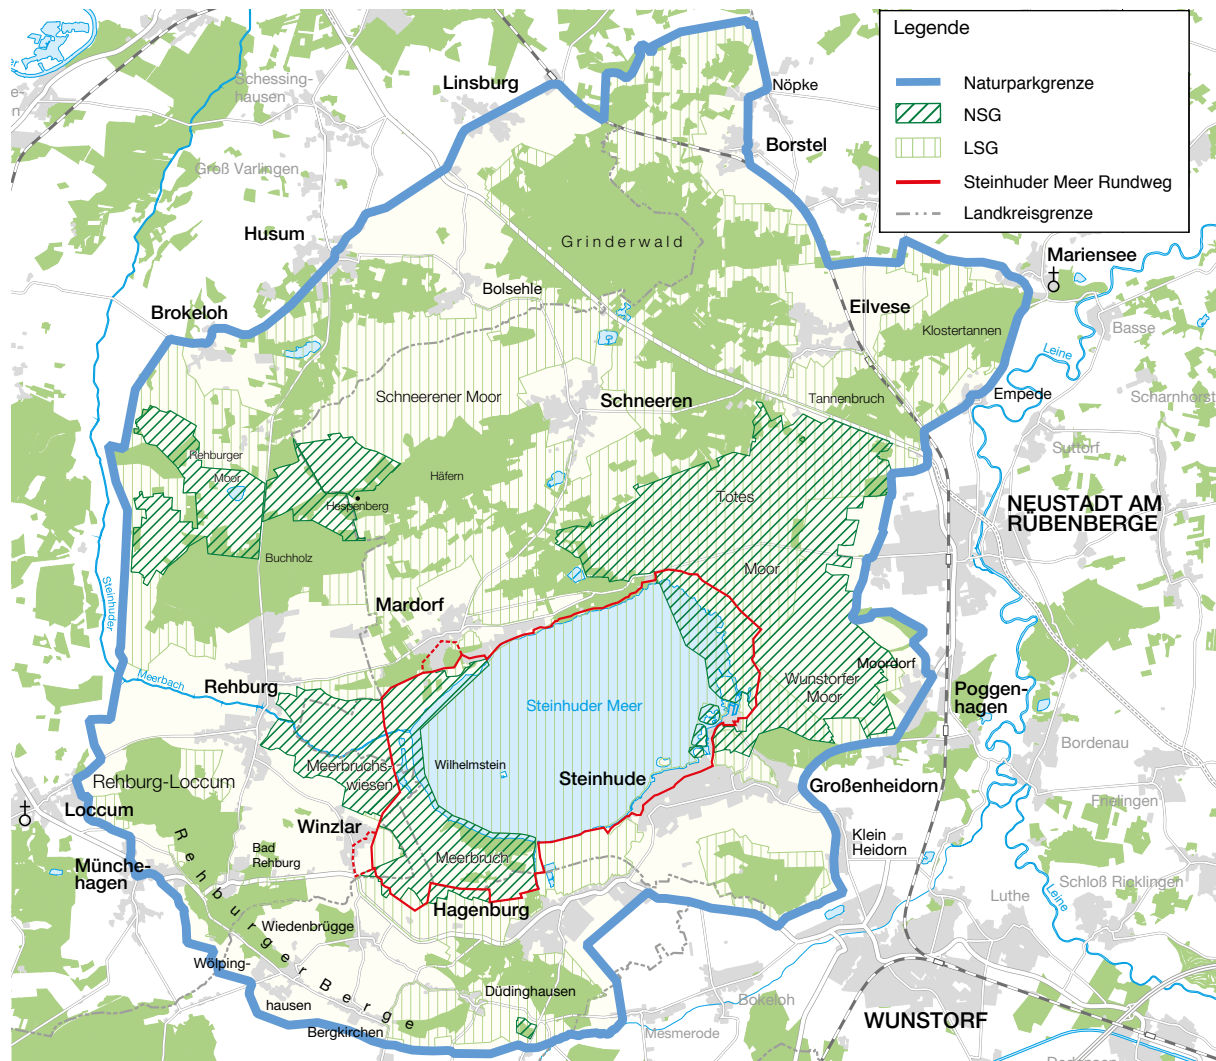 Legende
Naturparkgrenze
NSG
LSG
Steinhuder Meer Rundweg
Landkreisgrenze
Linsburg
Nöpke
Schessing-
hausen
Borstel
Groß Varlingen
Husum
Grinderwald
Mariensee
Bolsehle
Eilvese
Brokeloh
Klostertannen
Basse
Leine
Schneerener Moor
Schneeren
Tannenbruch
Empede
Scharnhorst
Rehburger
Moor
Häfern
Suttorf
Hespenberg
Totes
Moor
NEUSTADT AM
RÜBENBERGE
Buchholz
Steinhuder
Meerbach
Mardorf
Moordorf
Wunstorfer
Moor
Rehburg
Poggen-
hagen
Steinhuder Meer
Bordenau
Meerbruchs-
wiesen
Wilhelmstein
Steinhude
Großenheidorn
Frielingen
Rehburg-Loccum
Loccum
Winzlar
Klein
Heidorn
Bad
Rehburg
Meerbruch
Münche-
hagen
Schloß Ricklingen
Luthe
Leine
Hagenburg
Rehburger Berge
Wiedenbrügge
Wölping-
hausen
Düdinghausen
Bokeloh
Bergkirchen
Mesmerode
WUNSTORF